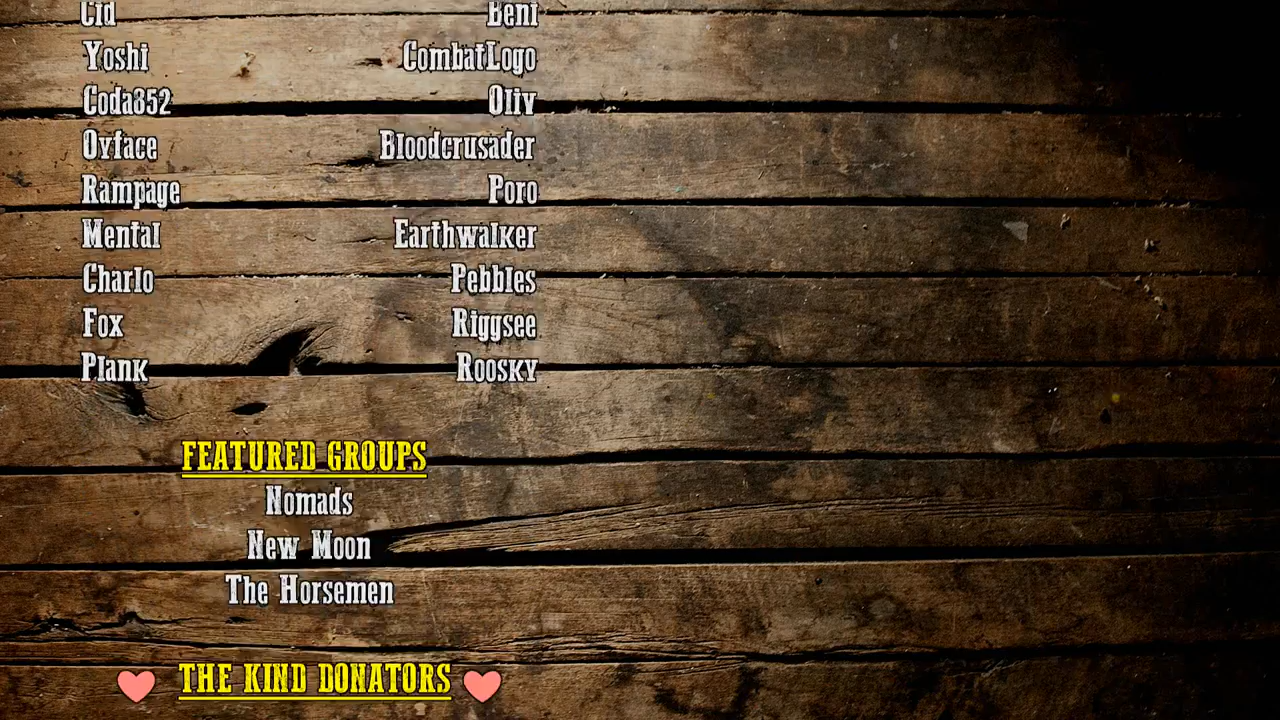 Cid Beni
Yoshi CombatLogo
Coda852 Oliv
Oxface Bloodcrusader
Rampage Poro
Mental Earthwalker
Charlo Pebbles
Fox Riggsee
Plank Roosky
FEATURED GROUPS
Nomads
New Moon
The Horsemen
THE KIND DONATORS